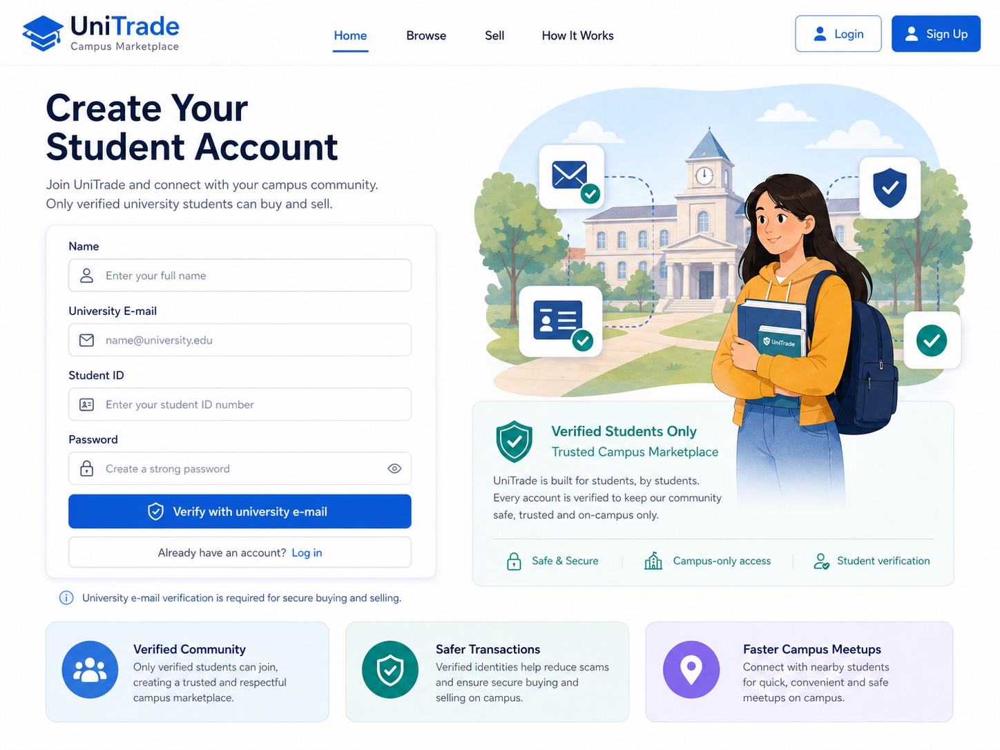 UniTrade
Campus Marketplace
Home
Browse
Sell
How It Works
Login
Sign Up
Create Your
Student Account
Join UniTrade and connect with your campus community.
Only verified university students can buy and sell.
Name
Enter your full name
University E-mail
name@university.edu
Student ID
Enter your student ID number
Password
Create a strong password
Verify with university e-mail
Already have an account? Log in
University e-mail verification is required for secure buying and selling.
UniTrade
Verified Students Only
Trusted Campus Marketplace
UniTrade is built for students, by students.
Every account is verified to keep our community
safe, trusted and on-campus only.
Safe & Secure
Campus-only access
Student verification
Verified Community
Only verified students can join,
creating a trusted and respectful
campus marketplace.
Safer Transactions
Verified identities help reduce scams
and ensure secure buying and
selling on campus.
Faster Campus Meetups
Connect with nearby students
for quick, convenient and safe
meetups on campus.